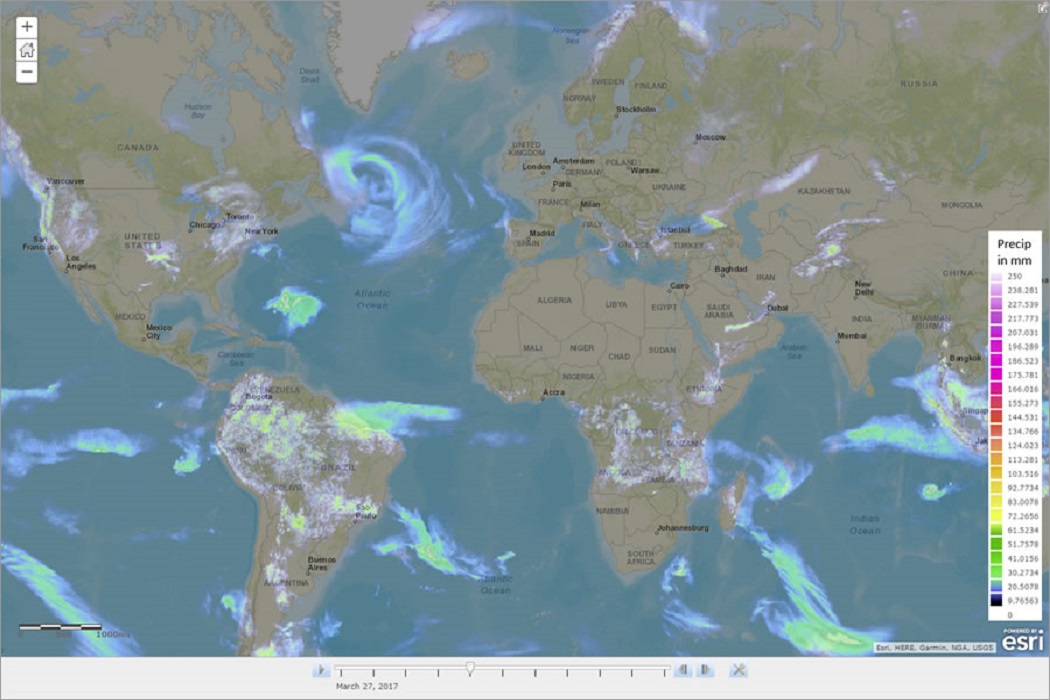 Norwegian
Sea
Davis
Strait
RUSSIA
SWEDEN
FINLAND
NORWAY
Hudson
Bay
Stockholm
Moscow
CANADA
UNITED
KINGDOM
Amsterdam
POLAND
London
GERMANY
Warsaw
Vancouver
Paris
UKRAINE
KAZAKHSTAN
FRANCE
Milan
MONGOLIA
Toronto
Chicago
New York
ITALY
Istanbul
San
Francisco
UNITED
STATES
Madrid
SPAIN
GREECE
TURKEY
Los
Angeles
Baghdad
IRAN
CHINA
Cairo
New
Delhi
Atlantic
Ocean
ALGERIA
LIBYA
EGYPT
SAUDI
ARABIA
Dubai
MEXICO
INDIA
MYANMAR
(BURMA)
Mexico
City
Mumbai
MALI
NIGER
CHAD
SUDAN
Arabian
Sea
Caribbean
Sea
Bangkok
NIGERIA
VENEZUELA
Bogota
COLOMBIA
Accra
ETHIOPIA
BRAZIL
Sao
Paulo
NAMIBIA
Johannesburg
SOUTH
AFRICA
Indian
Ocean
Buenos
Aires
ARGENTINA
Atlantic
Ocean
Precip
in mm
250
238.281
227.539
217.773
207.031
196.289
186.523
175.781
166.016
155.273
144.531
134.766
124.023
113.281
103.516
92.7734
83.0078
72.2656
61.5234
51.7578
41.0156
30.2734
20.5078
9.76563
0
500
1000mi
Esri, HERE, Garmin, NGA, USGS
POWERED BY
esri
March 27, 2017